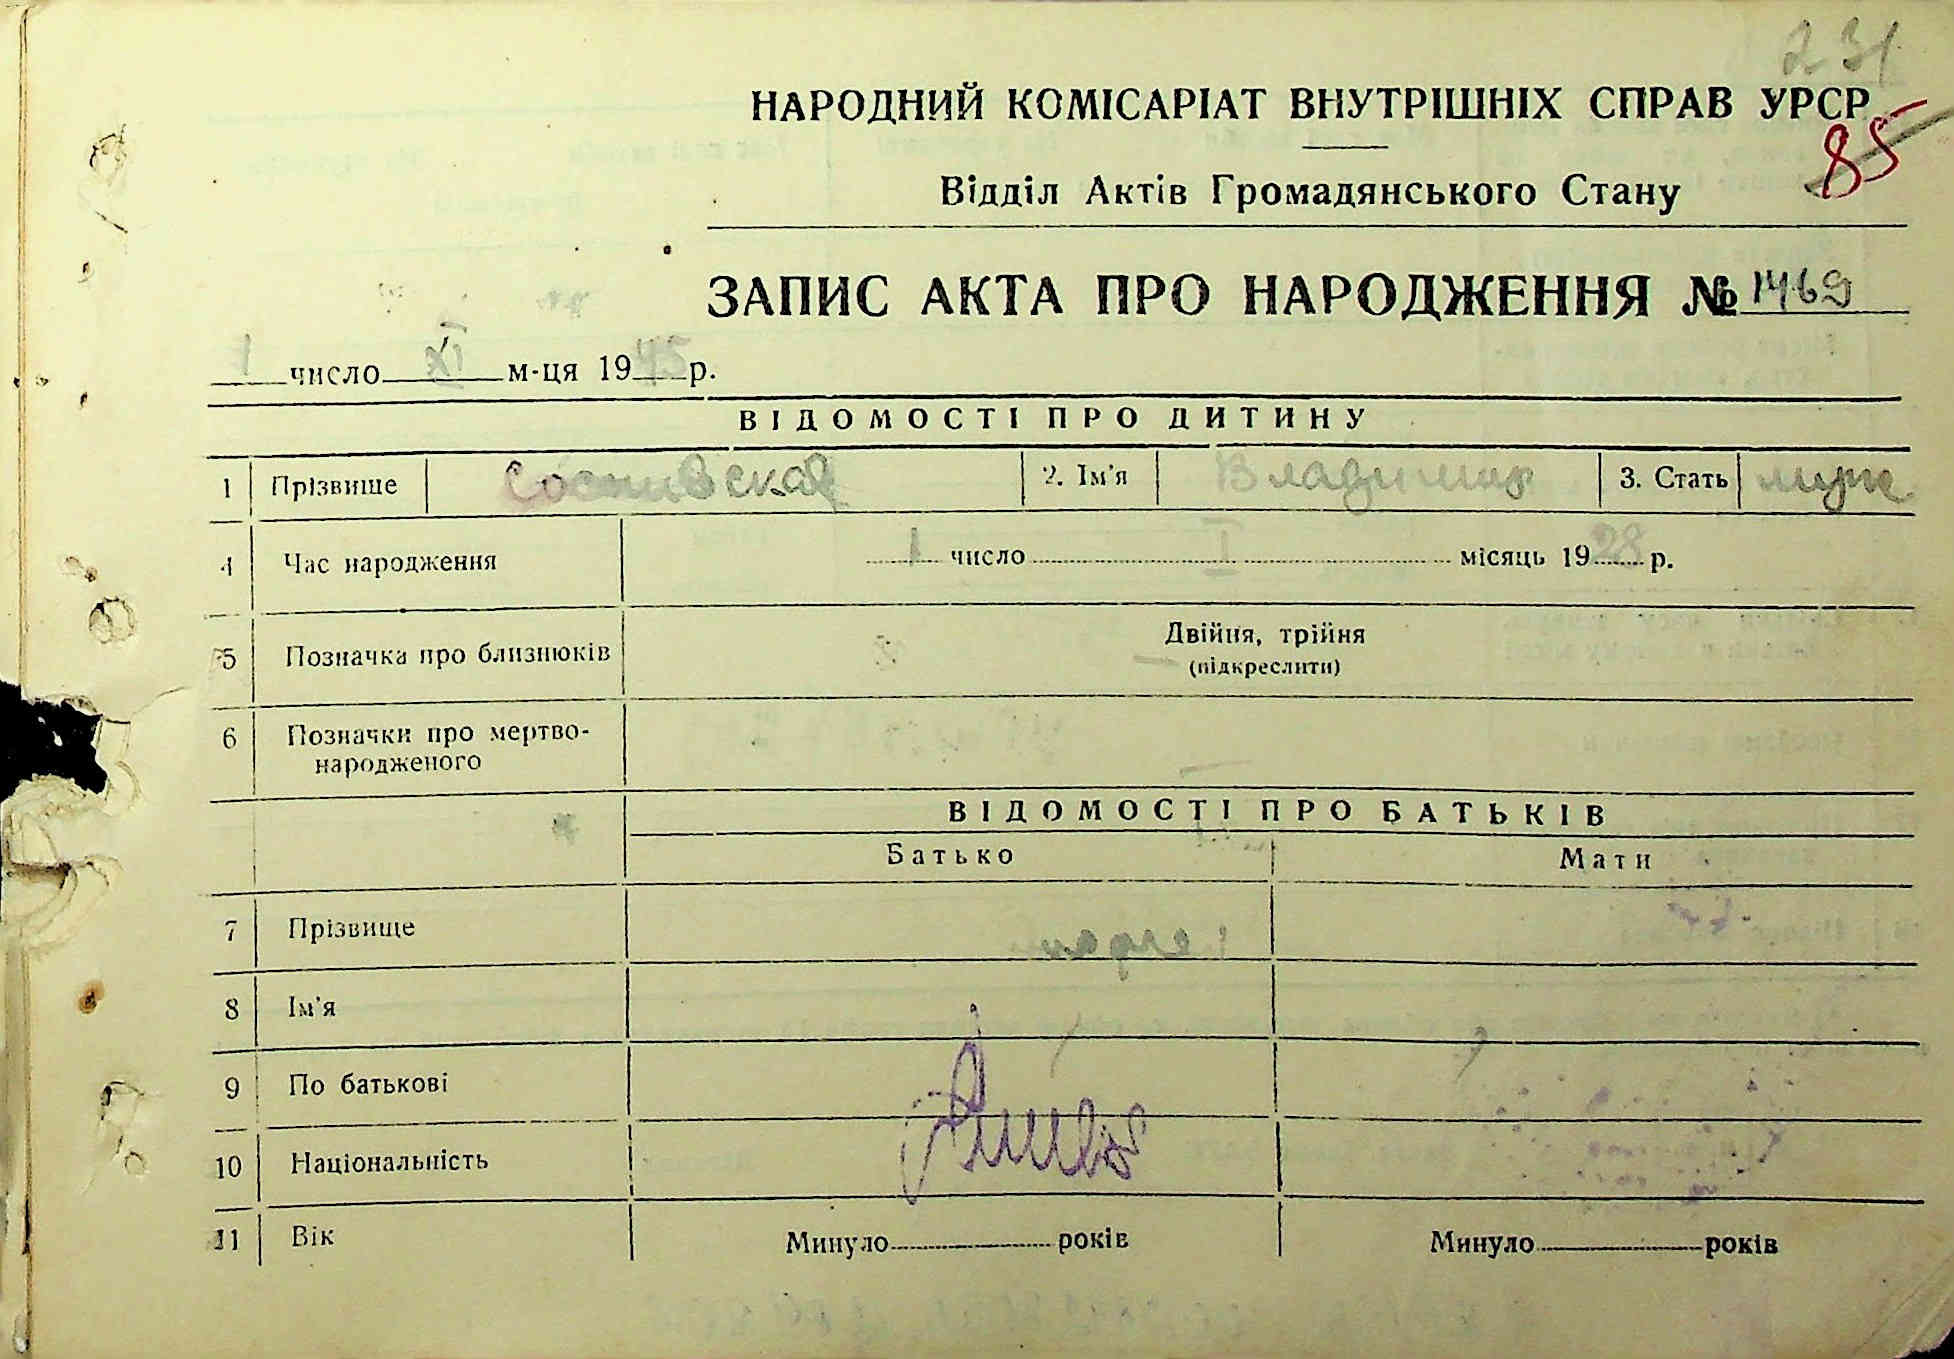 231
НАРОДНИЙ КОМІСАРІАТ ВНУТРІШНІХ СПРАВ УРСР
85
Відділ Актів Громадянського Стану
ЗАПИС АКТА ПРО НАРОДЖЕННЯ № 1469
1 число XI м-ця 1945 р.
ВІДОМОСТІ ПРО ДИТИНУ
1 Прізвище 2. Ім'я Владимир 3. Стать муж
4 Час народження 1 число I місяць 1928 р.
5 Позначка про близнюків Двійня, трійня
(підкреслити)
6 Позначки про мертво-
народженого
ВІДОМОСТІ ПРО БАТЬКІВ
Батько Мати
7 Прізвище
8 Ім'я
9 По батькові
10 Національність
11 Вік Минуло років Минуло років